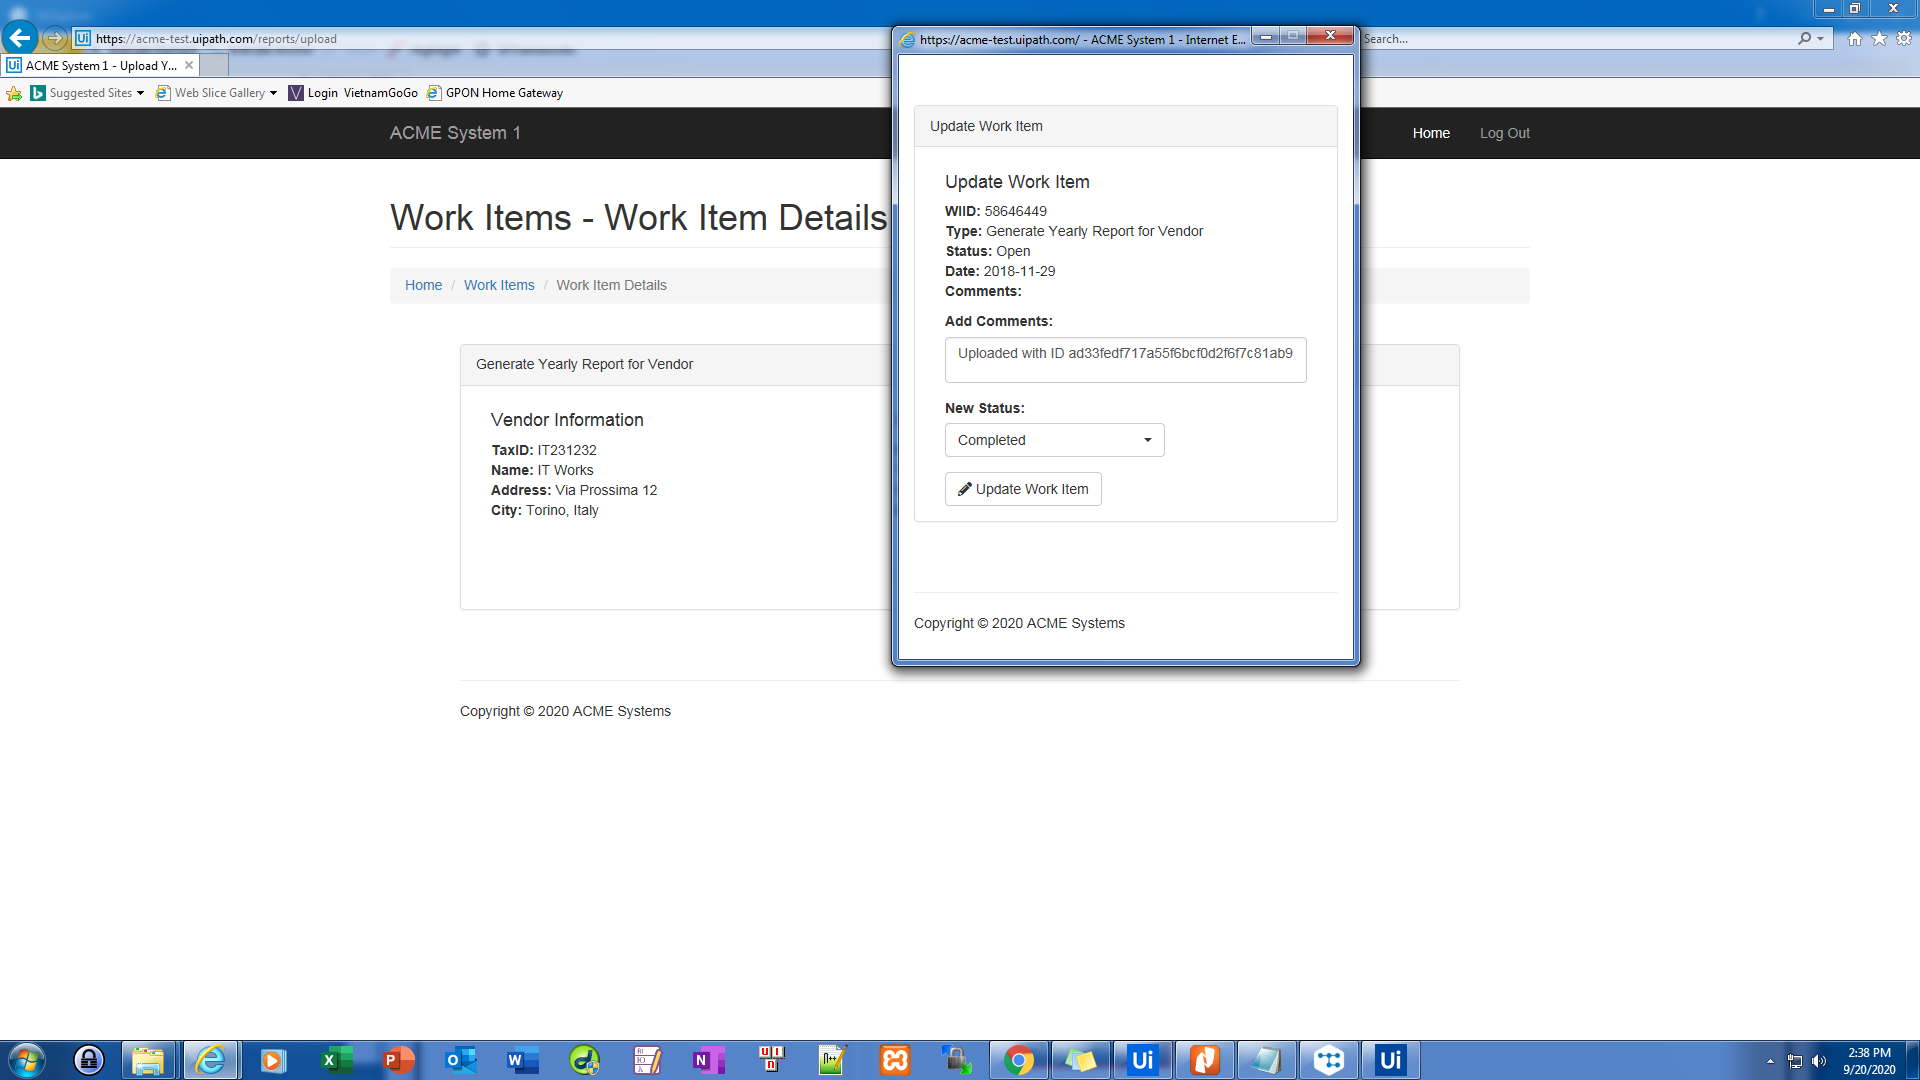 https://acme-test.uipath.com/reports/upload
https://acme-test.uipath.com/ - ACME System 1 - Internet E...
Search...
ACME System 1 - Upload Y...
Suggested Sites
Web Slice Gallery
Login VietnamGoGo
GPON Home Gateway
ACME System 1
Home
Log Out
Work Items - Work Item Details
Home / Work Items / Work Item Details
Generate Yearly Report for Vendor
Vendor Information
TaxID: IT231232
Name: IT Works
Address: Via Prossima 12
City: Torino, Italy
Copyright © 2020 ACME Systems
Update Work Item
Update Work Item
WIID: 58646449
Type: Generate Yearly Report for Vendor
Status: Open
Date: 2018-11-29
Comments:
Add Comments:
Uploaded with ID ad33fedf717a55f6bcf0d2f6f7c81ab9
New Status:
Completed
Update Work Item
Copyright © 2020 ACME Systems
2:38 PM
9/20/2020